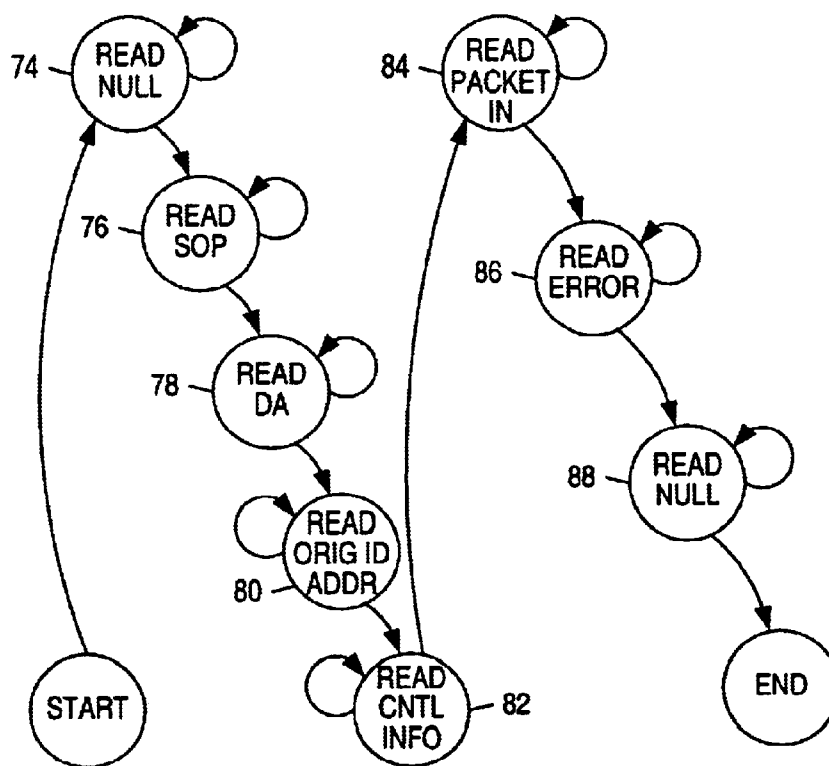 74
READ
NULL
76
READ
SOP
78
READ
DA
80
READ
ORIG ID
ADDR
82
READ
CNTL
INFO
START
84
READ
PACKET
IN
86
READ
ERROR
88
READ
NULL
END